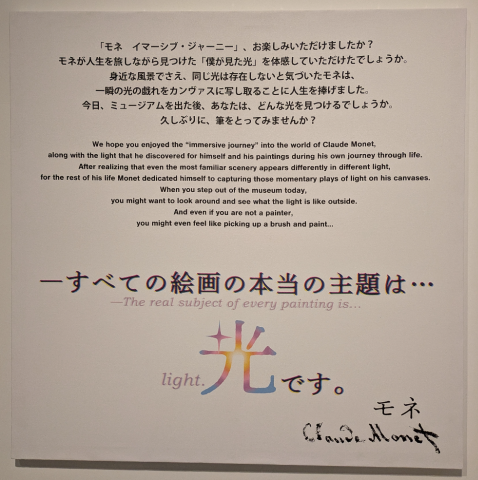 「モネ　イマーシブ・ジャーニー」、お楽しみいただけましたか？
モネが人生を旅しながら見つけた「僕が見た光」を体感していただけたでしょうか。
身近な風景でさえ、同じ光は存在しないと気づいたモネは、
一瞬の光の戯れをカンヴァスに写し取ることに人生を捧げました。
今日、ミュージアムを出た後、あなたは、どんな光を見つけるでしょうか。
久しぶりに、筆をとってみませんか？
We hope you enjoyed the “immersive journey” into the world of Claude Monet,
along with the light that he discovered for himself and his paintings during his own journey through life.
After realizing that even the most familiar scenery appears differently in different light,
for the rest of his life Monet dedicated himself to capturing those momentary plays of light on his canvases.
When you step out of the museum today,
you might want to look around and see what the light is like outside.
And even if you are not a painter,
you might even feel like picking up a brush and paint...
—すべての絵画の本当の主題は…
—The real subject of every painting is...
light. 光です。
モネ
Claude Monet